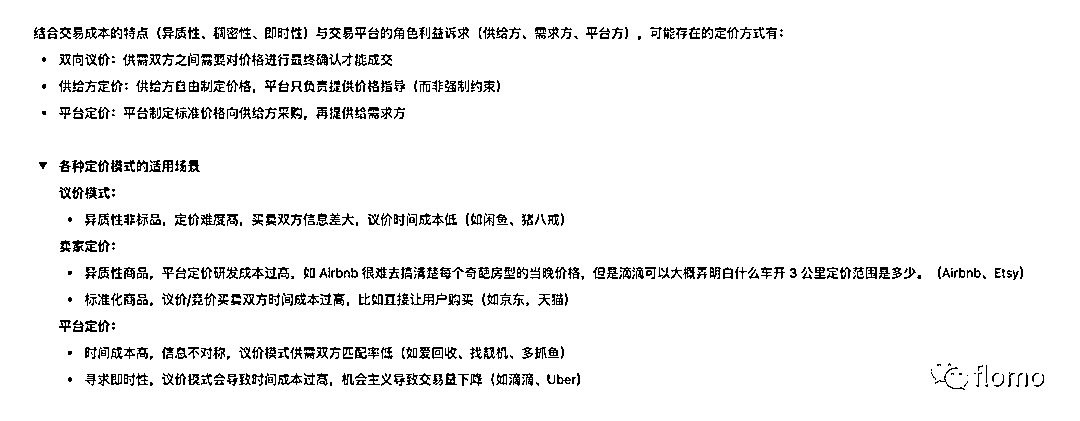 结合交易成本的特点（异质性、稠密性、即时性）与交易平台的角色利益诉求（供给方、需求方、平台方），可能存在的定价方式有：
• 双向议价：供需双方之间需要对价格进行最终确认才能成交
• 供给方定价：供给方自由制定价格，平台只负责提供价格指导（而非强制约束）
• 平台定价：平台制定标准价格向供给方采购，再提供给需求方
▼ 各种定价模式的适用场景
议价模式：
• 异质性非标品，定价难度高，买卖双方信息差大，议价时间成本低（如闲鱼、猪八戒）
卖家定价：
• 异质性商品，平台定价研发成本过高，如 Airbnb 很难去搞清楚每个奇葩房型的当晚价格，但是滴滴可以大概弄明白什么车开 3 公里定价范围是多少。（Airbnb、Etsy）
• 标准化商品，议价/竞价买卖双方时间成本过高，比如直接让用户购买（如京东，天猫）
平台定价：
• 时间成本高，信息不对称，议价模式供需双方匹配率低（如爱回收、找靓机、多抓鱼）
• 寻求即时性，议价模式会导致时间成本过高，机会主义导致交易量下降（如滴滴、Uber）
flomo